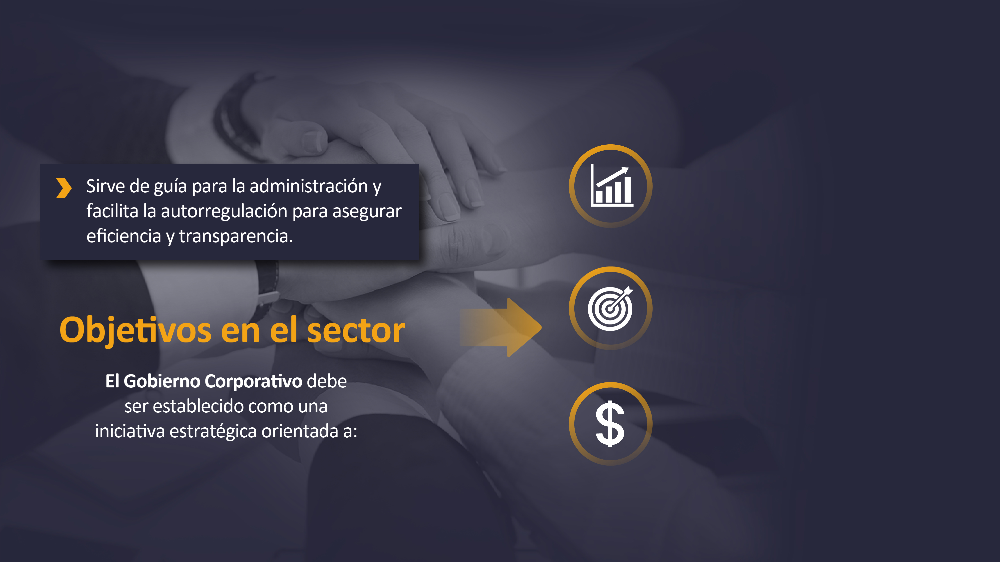 Sirve de guía para la administración y
facilita la autorregulación para asegurar
eficiencia y transparencia.
Objetivos en el sector
El Gobierno Corporativo debe
ser establecido como una
iniciativa estratégica orientada a:
$